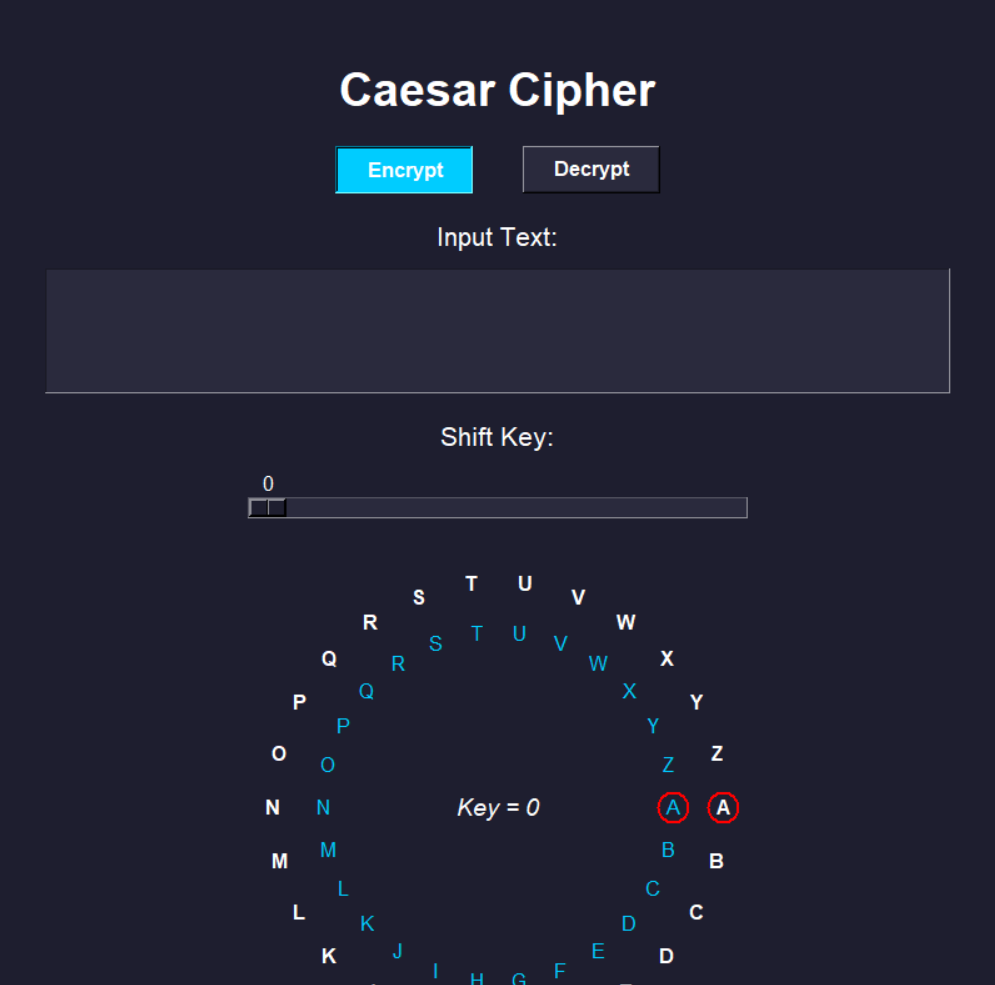 Caesar Cipher
Encrypt Decrypt
Input Text:
Shift Key:
0
S T U V
R S T U V W
Q R W X
P Q X Y
O P Y Z
O Z
N N Key = 0 A A
M M B B
L L C C
K K D D
J E
I H G F